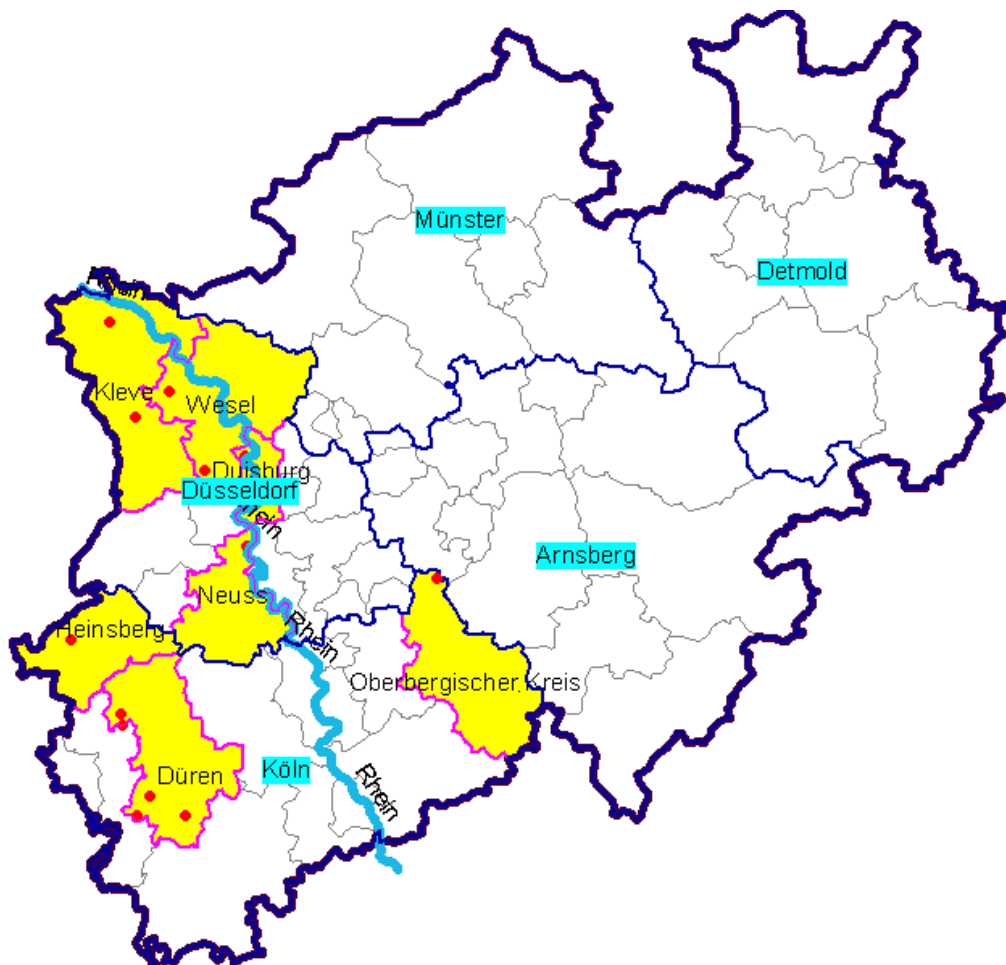 Münster
Detmold
Rhein
Kleve
Wesel
Duisburg
Düsseldorf
Rhein
Arnsberg
Neuss
Heinsberg
Rhein
Oberbergischer Kreis
Düren
Köln
Rhein